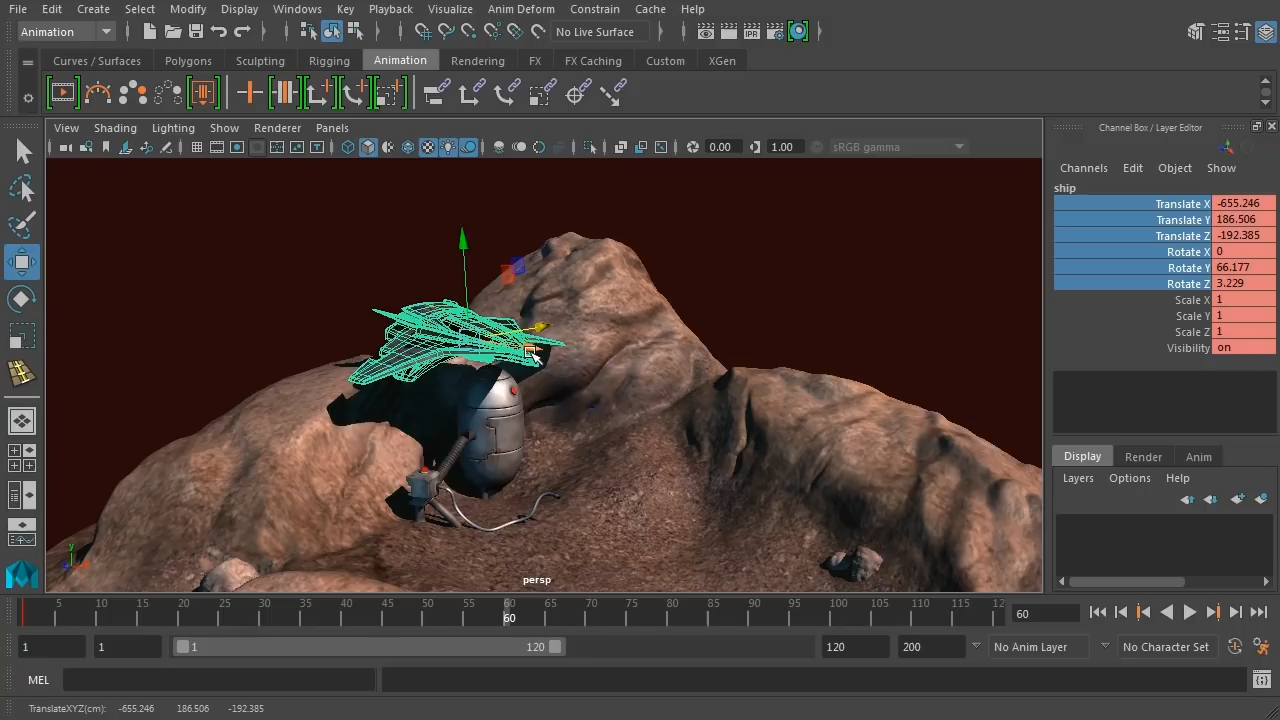 File Edit Create Select Modify Display Windows Key Playback Visualize Anim Deform Constrain Cache Help
Animation No Live Surface IPR
Curves / Surfaces Polygons Sculpting Rigging Animation Rendering FX FX Caching Custom XGen
View Shading Lighting Show Renderer Panels
0.00 1.00 sRGB gamma
persp
y
Channel Box / Layer Editor
Channels Edit Object Show
ship
Translate X -655.246
Translate Y 186.506
Translate Z -192.385
Rotate X 0
Rotate Y 66.177
Rotate Z 3.229
Scale X 1
Scale Y 1
Scale Z 1
Visibility on
Display Render Anim
Layers Options Help
5 10 15 20 25 30 35 40 45 50 55 60 65 70 75 80 85 90 95 100 105 110 115 12
60 60
1 1 1 120 120 200 No Anim Layer No Character Set
MEL
TranslateXYZ(cm): -655.246 186.506 -192.385